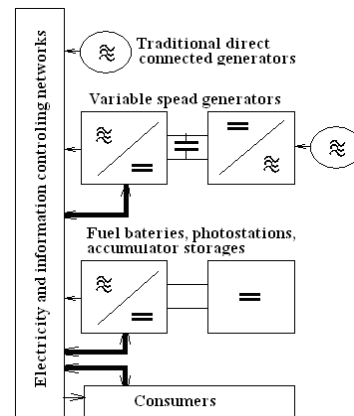 Electricity and information controling networks
Traditional direct
connected generators
Variable spead generators
Fuel bateries, photostations,
accumulator storages
Consumers